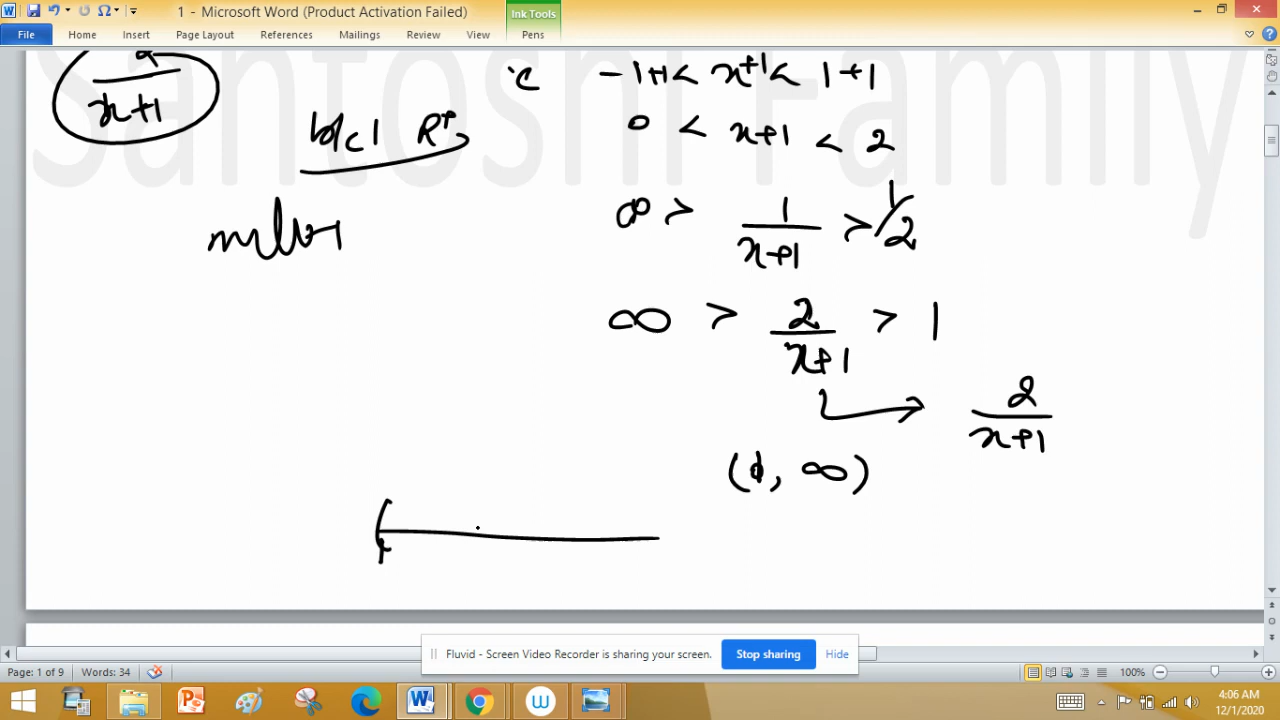 1 - Microsoft Word (Product Activation Failed)
Ink Tools
File Home Insert Page Layout References Mailings Review View Pens
Santoshi Family
x+1
-1+1 < x+1 < 1+1
R+
0 < x+1 < 2
∞ > 1/(x+1) > 1/2
∞ > 2/(x+1) > 1
2/(x+1)
(1, ∞)
Fluvid - Screen Video Recorder is sharing your screen. Stop sharing Hide
Page: 1 of 9 Words: 34 100%
4:06 AM
12/1/2020